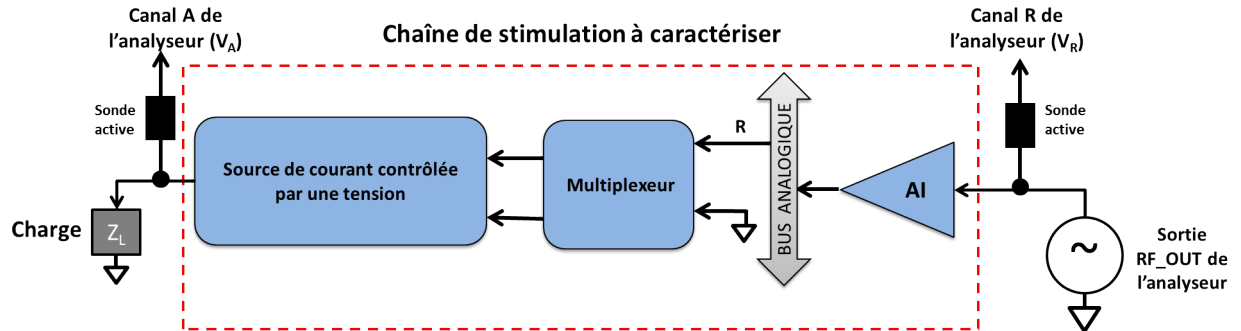 Canal A de
l'analyseur (VA)
Chaîne de stimulation à caractériser
Canal R de
l'analyseur (VR)
Sonde
active
Source de courant contrôlée
par une tension
Multiplexeur
R
BUS ANALOGIQUE
AI
Sonde
active
Charge
ZL
~
Sortie
RF_OUT de
l'analyseur